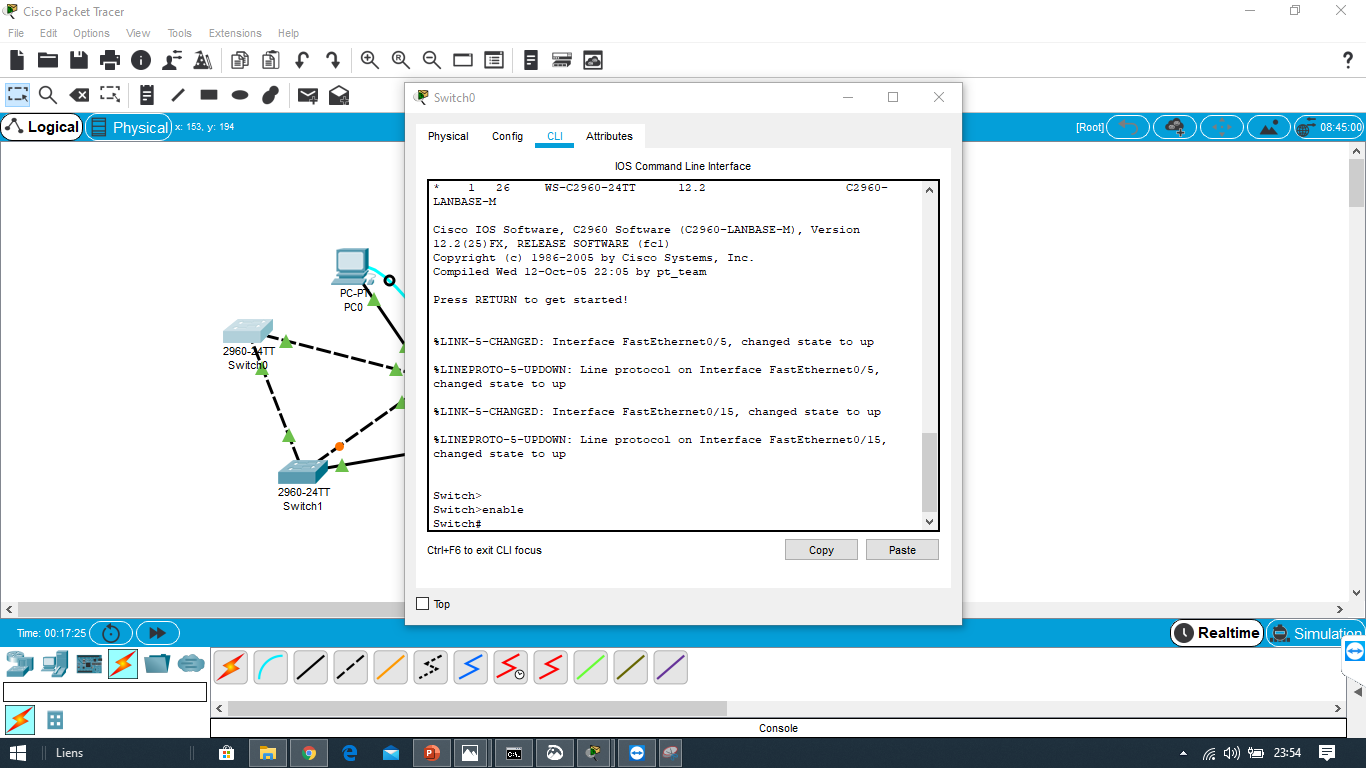 Cisco Packet Tracer
File Edit Options View Tools Extensions Help
?
Logical
Physical
x: 153, y: 194
[Root]
08:45:00
PC-PT
PC0
2960-24TT
Switch0
2960-24TT
Switch1
Switch0
Physical Config CLI Attributes
IOS Command Line Interface
* 1 26 WS-C2960-24TT 12.2 C2960-
LANBASE-M
Cisco IOS Software, C2960 Software (C2960-LANBASE-M), Version
12.2(25)FX, RELEASE SOFTWARE (fc1)
Copyright (c) 1986-2005 by Cisco Systems, Inc.
Compiled Wed 12-Oct-05 22:05 by pt_team
Press RETURN to get started!
%LINK-5-CHANGED: Interface FastEthernet0/5, changed state to up
%LINEPROTO-5-UPDOWN: Line protocol on Interface FastEthernet0/5,
changed state to up
%LINK-5-CHANGED: Interface FastEthernet0/15, changed state to up
%LINEPROTO-5-UPDOWN: Line protocol on Interface FastEthernet0/15,
changed state to up
Switch>
Switch>enable
Switch#
Ctrl+F6 to exit CLI focus
Copy
Paste
Top
Time: 00:17:25
Realtime
Simulation
Console
Liens
23:54